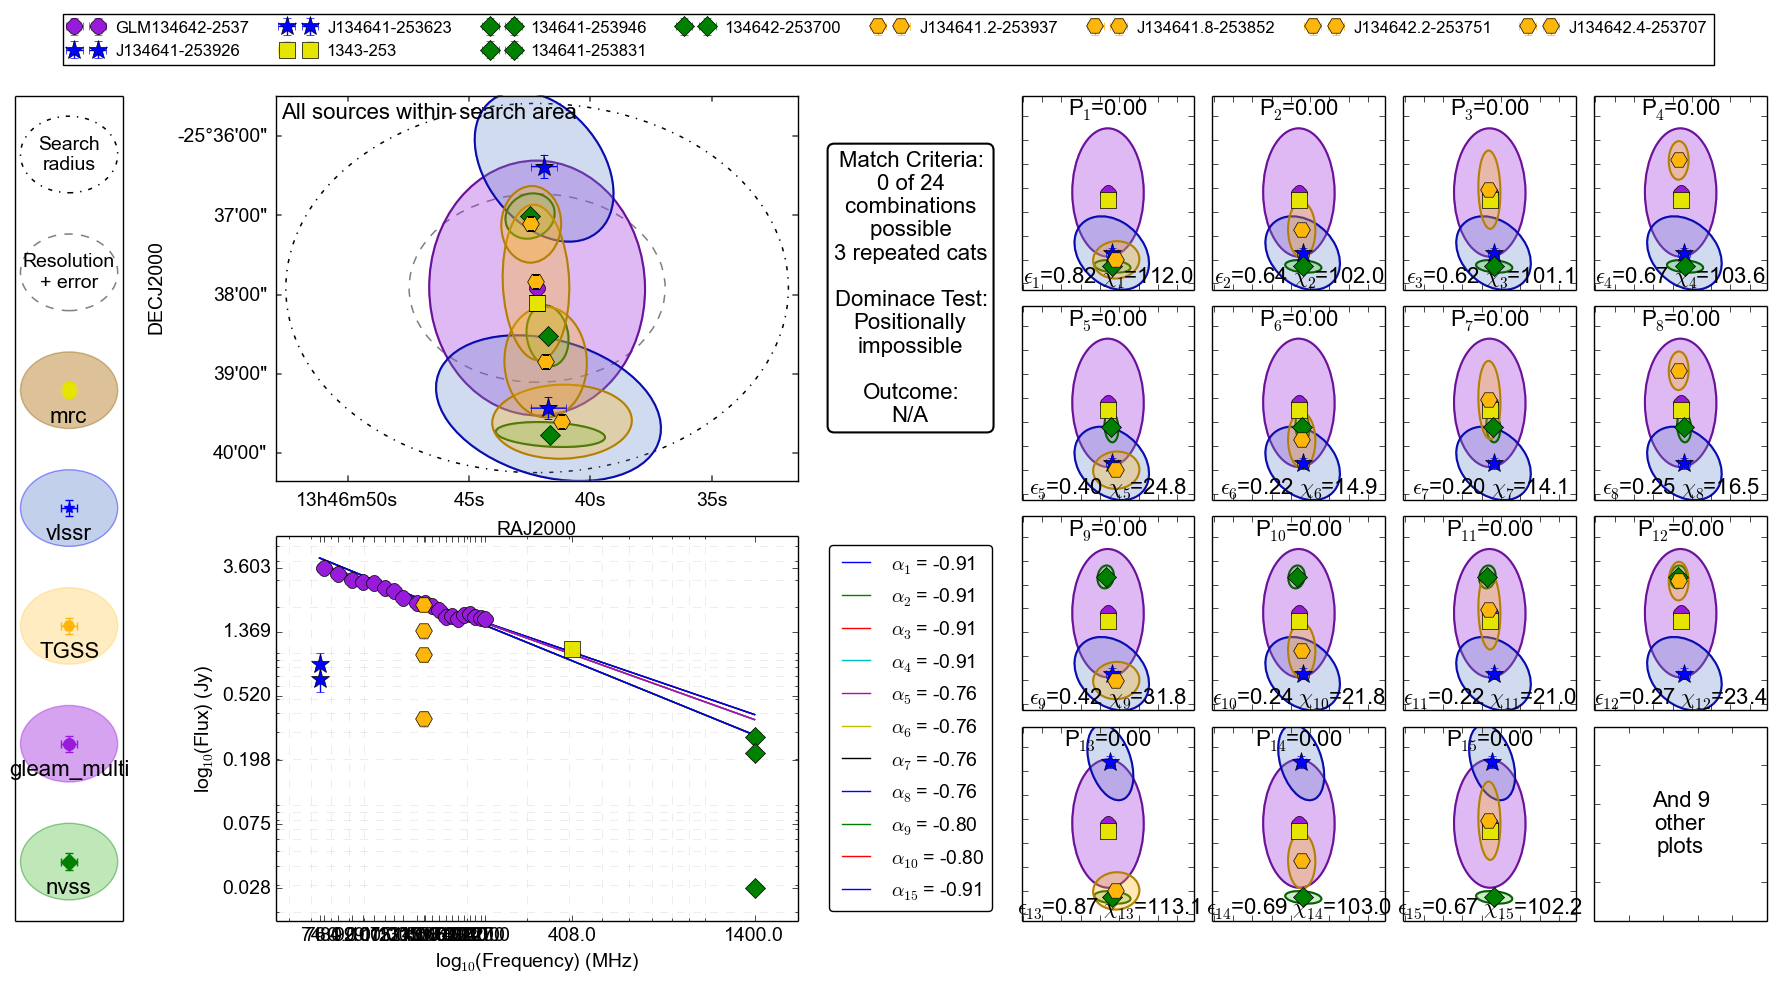 GLM134642-2537 J134641-253623 134641-253946 134642-253700 J134641.2-253937 J134641.8-253852 J134642.2-253751 J134642.4-253707
J134641-253926 1343-253 134641-253831
Search
radius
Resolution
+ error
mrc
vlssr
TGSS
gleam_multi
nvss
All sources within search area
DECJ2000
-25°36'00"
37'00"
38'00"
39'00"
40'00"
13h46m50s 45s 40s 35s
RAJ2000
Match Criteria:
0 of 24
combinations
possible
3 repeated cats
Dominace Test:
Positionally
impossible
Outcome:
N/A
log₁₀(Flux) (Jy)
3.603
1.369
0.520
0.198
0.075
0.028
408.0 1400.0
log₁₀(Frequency) (MHz)
α₁ = -0.91
α₂ = -0.91
α₃ = -0.91
α₄ = -0.91
α₅ = -0.76
α₆ = -0.76
α₇ = -0.76
α₈ = -0.76
α₉ = -0.80
α₁₀ = -0.80
α₁₅ = -0.91
P₁=0.00 P₂=0.00 P₃=0.00 P₄=0.00
ϵ₁=0.82 χ₁=112.0 ϵ₂=0.64 χ₂=102.0 ϵ₃=0.62 χ₃=101.1 ϵ₄=0.67 χ₄=103.6
P₅=0.00 P₆=0.00 P₇=0.00 P₈=0.00
ϵ₅=0.40 χ₅=24.8 ϵ₆=0.22 χ₆=14.9 ϵ₇=0.20 χ₇=14.1 ϵ₈=0.25 χ₈=16.5
P₉=0.00 P₁₀=0.00 P₁₁=0.00 P₁₂=0.00
ϵ₉=0.42 χ₉=31.8 ϵ₁₀=0.24 χ₁₀=21.8 ϵ₁₁=0.22 χ₁₁=21.0 ϵ₁₂=0.27 χ₁₂=23.4
P₁₃=0.00 P₁₄=0.00 P₁₅=0.00
ϵ₁₃=0.87 χ₁₃=113.1 ϵ₁₄=0.69 χ₁₄=103.0 ϵ₁₅=0.67 χ₁₅=102.2
And 9
other
plots